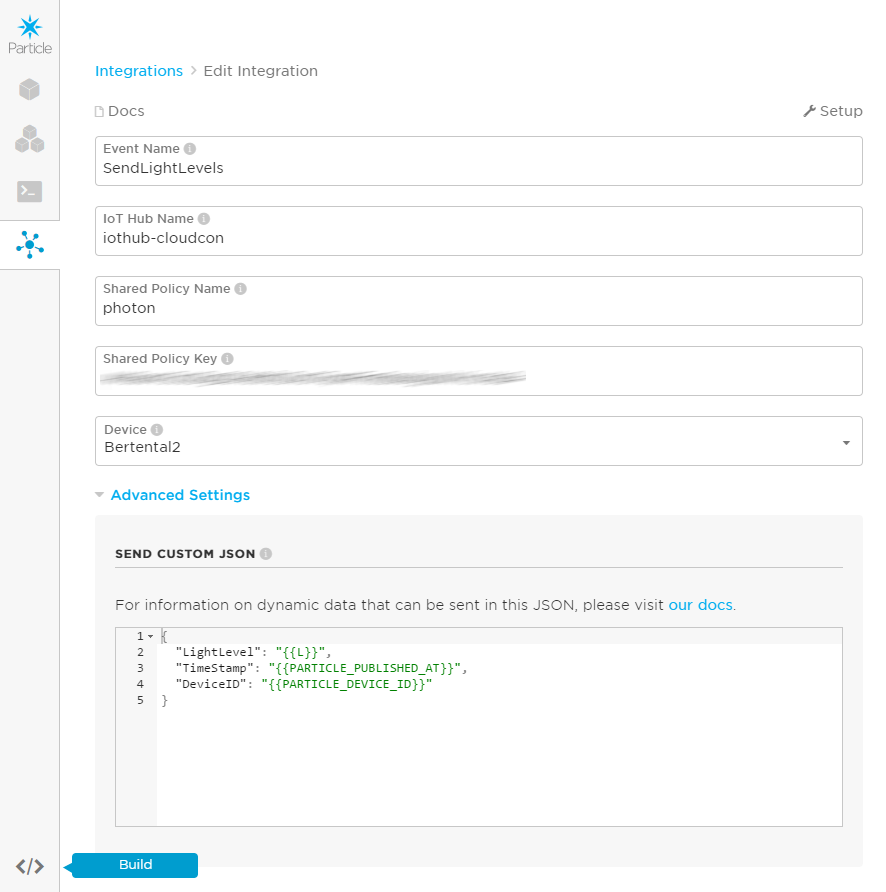 Particle
Integrations > Edit Integration
Docs
Setup
Event Name
SendLightLevels
IoT Hub Name
iothub-cloudcon
Shared Policy Name
photon
Shared Policy Key
Device
Bertental2
Advanced Settings
SEND CUSTOM JSON
For information on dynamic data that can be sent in this JSON, please visit our docs.
1 {
2 "LightLevel": "{{L}}",
3 "TimeStamp": "{{PARTICLE_PUBLISHED_AT}}",
4 "DeviceID": "{{PARTICLE_DEVICE_ID}}"
5 }
</> Build